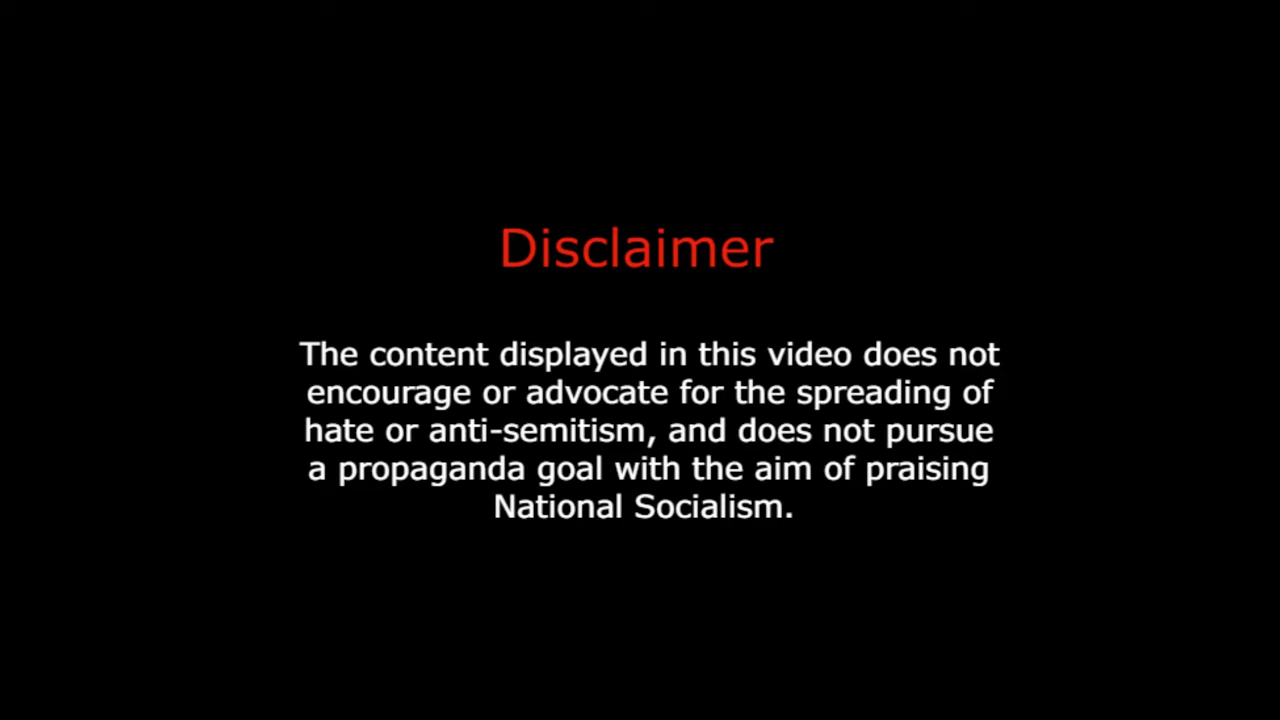 Disclaimer
The content displayed in this video does not
encourage or advocate for the spreading of
hate or anti-semitism, and does not pursue
a propaganda goal with the aim of praising
National Socialism.